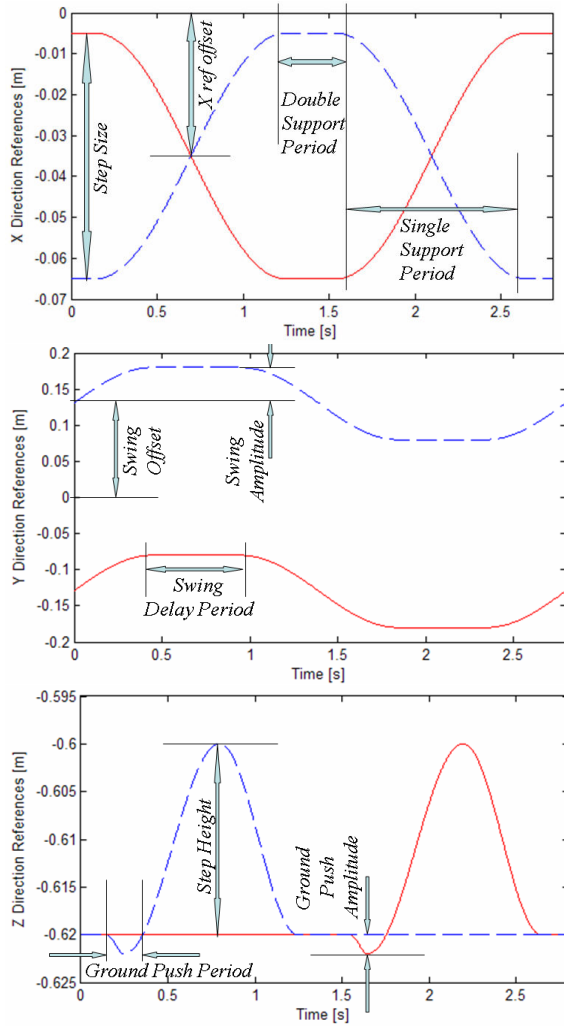 0
-0.01
-0.02
-0.03
-0.04
-0.05
-0.06
-0.07
X Direction References [m]
Step Size
X ref offset
Double
Support
Period
Single
Support
Period
0 0.5 1 1.5 2 2.5
Time [s]
0.2
0.15
0.1
0.05
0
-0.05
-0.1
-0.15
-0.2
Y Direction References [m]
Swing
Offset
Swing
Amplitude
Swing
Delay Period
0 0.5 1 1.5 2 2.5
Time [s]
-0.595
-0.6
-0.605
-0.61
-0.615
-0.62
-0.625
Z Direction References [m]
Step Height
Ground
Push
Amplitude
Ground Push Period
0 0.5 1 1.5 2 2.5
Time [s]